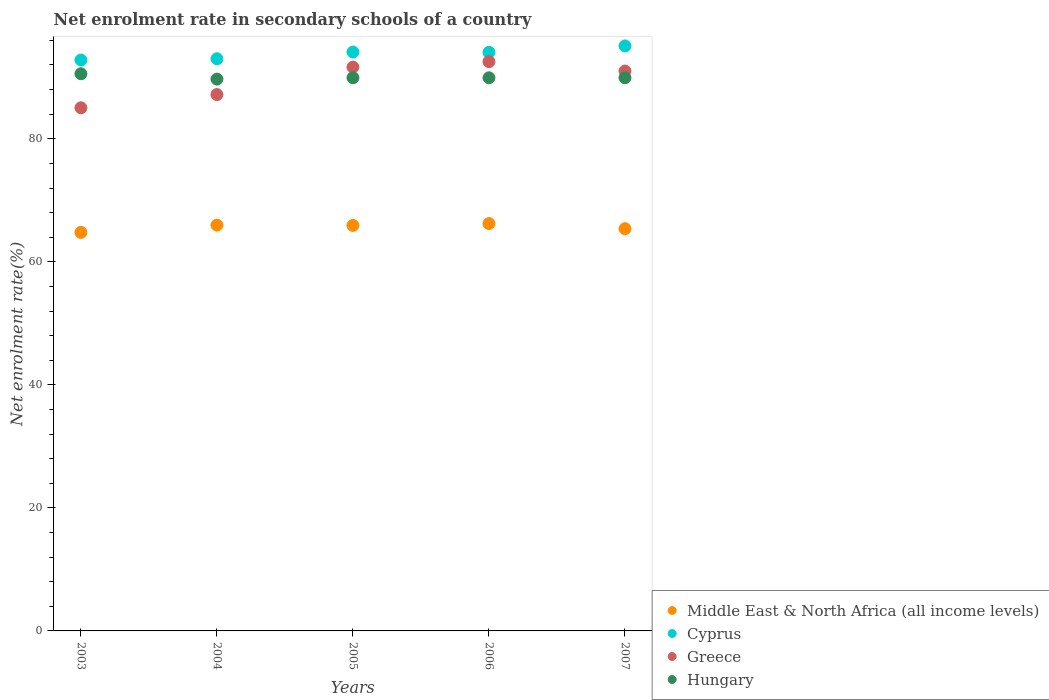 Net enrolment rate in secondary schools of a country
Net enrolment rate(%)
80
60
40
20
0
2003
2004
2005
2006
2007
Years
Middle East & North Africa (all income levels)
Cyprus
Greece
Hungary